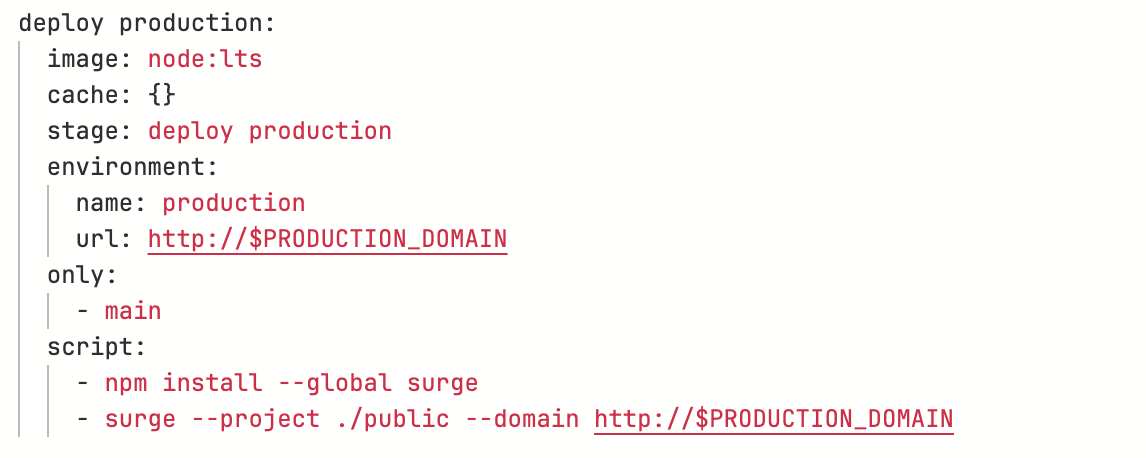 deploy production:
image: node:lts
cache: {}
stage: deploy production
environment:
name: production
url: http://$PRODUCTION_DOMAIN
only:
- main
script:
- npm install --global surge
- surge --project ./public --domain http://$PRODUCTION_DOMAIN